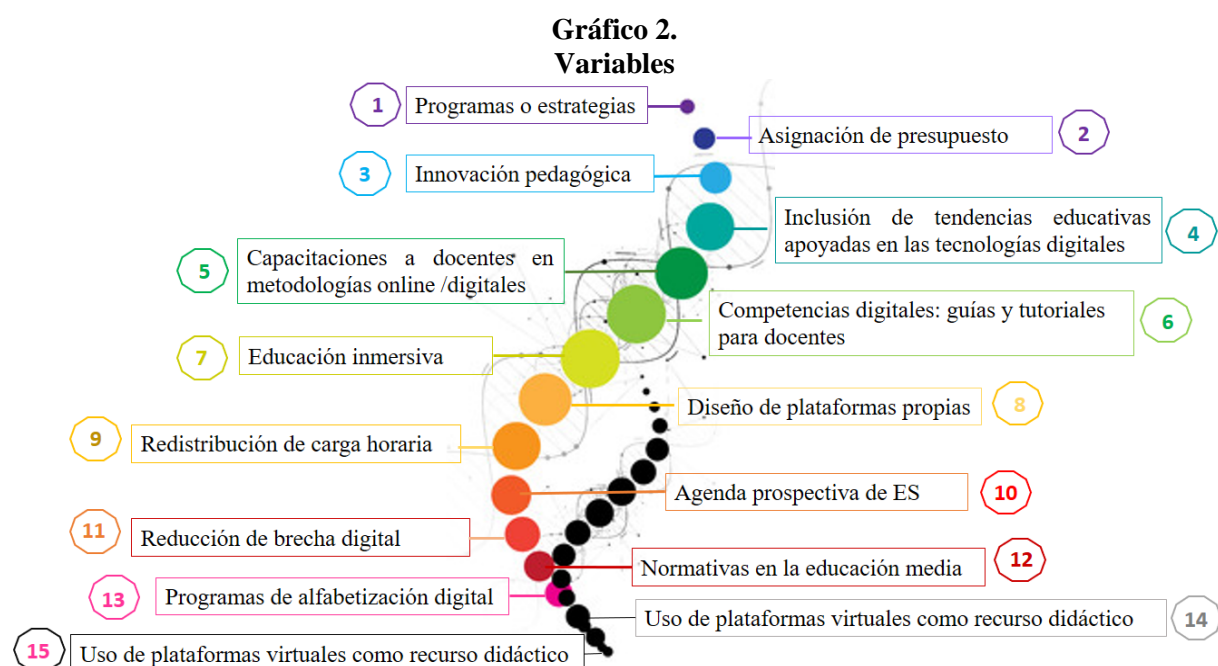 Gráfico 2.
Variables
1
Programas o estrategias
Asignación de presupuesto
2
3
Innovación pedagógica
Inclusión de tendencias educativas
apoyadas en las tecnologías digitales
4
5
Capacitaciones a docentes en
metodologías online /digitales
Competencias digitales: guías y tutoriales
para docentes
6
7
Educación inmersiva
Diseño de plataformas propias
8
9
Redistribución de carga horaria
Agenda prospectiva de ES
10
11
Reducción de brecha digital
Normativas en la educación media
12
13
Programas de alfabetización digital
Uso de plataformas virtuales como recurso didáctico
14
15
Uso de plataformas virtuales como recurso didáctico